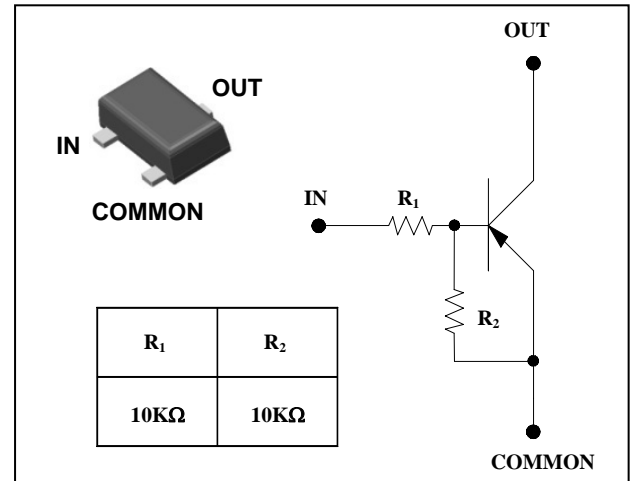 OUT
OUT
IN
COMMON
IN
R₁
R₂
R₁ R₂
10KΩ 10KΩ
COMMON